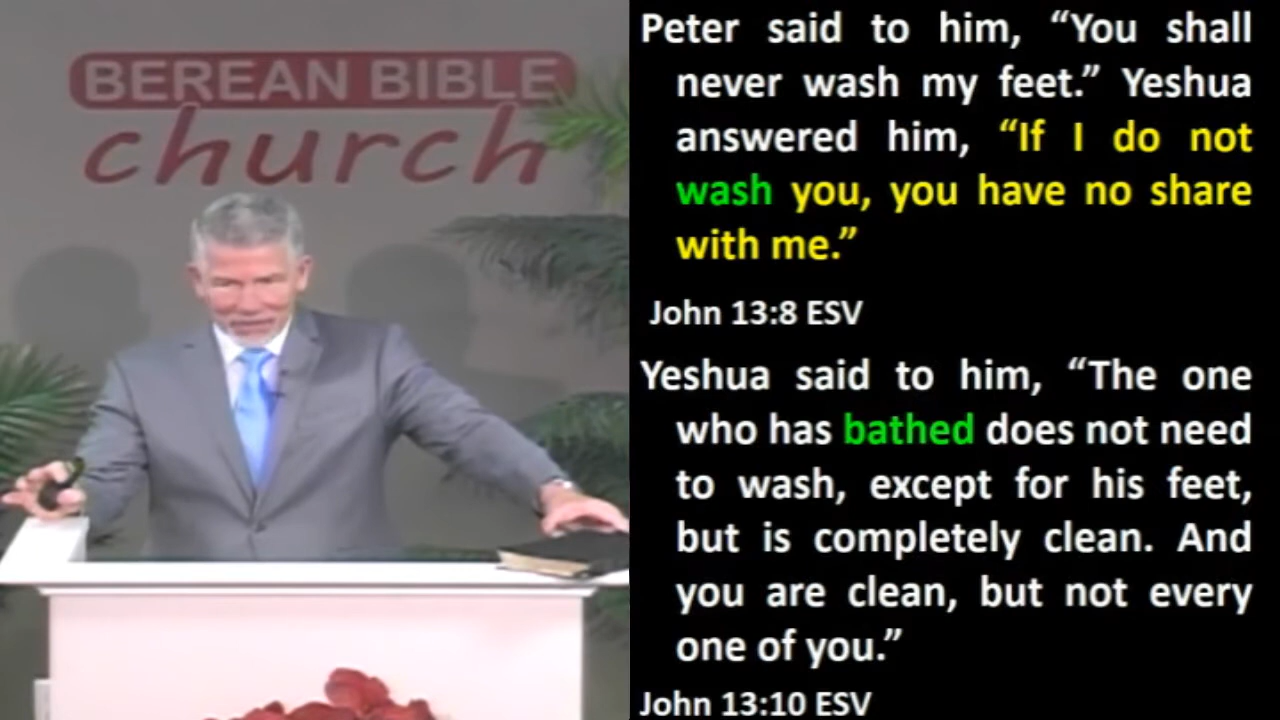 BEREAN BIBLE
church
Peter said to him, “You shall
never wash my feet.” Yeshua
answered him, “If I do not
wash you, you have no share
with me.”
John 13:8 ESV
Yeshua said to him, “The one
who has bathed does not need
to wash, except for his feet,
but is completely clean. And
you are clean, but not every
one of you.”
John 13:10 ESV